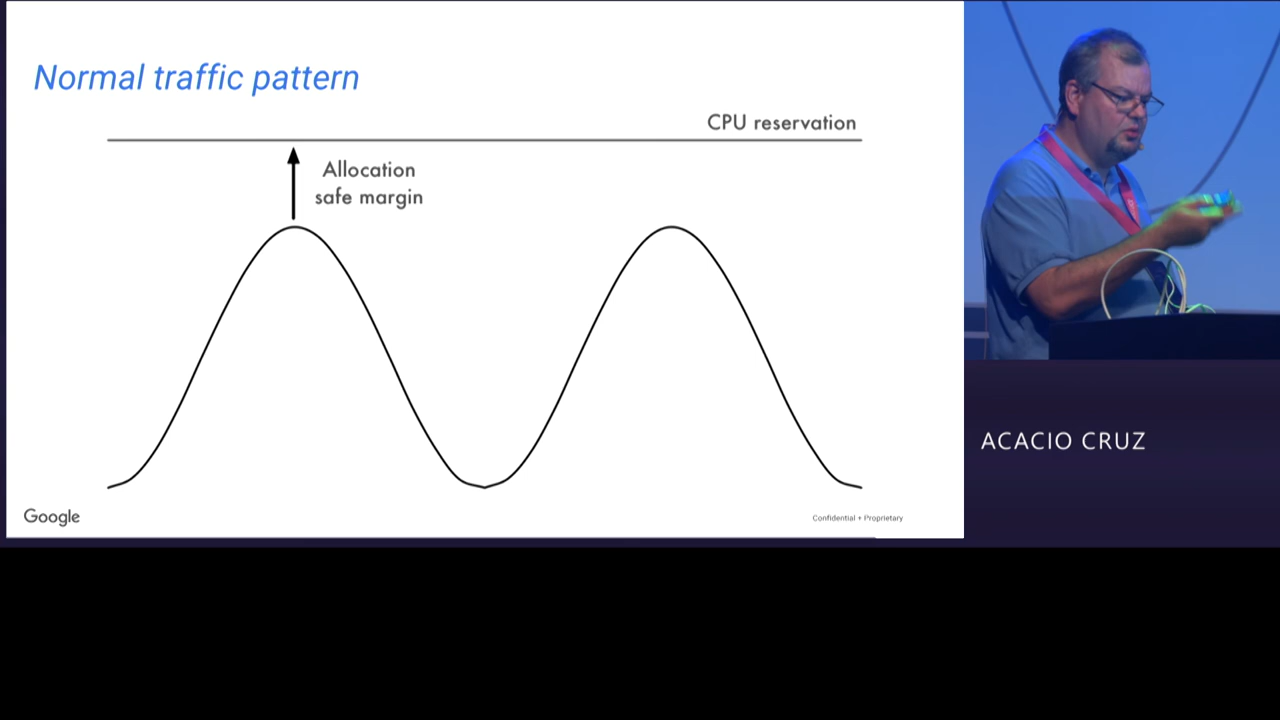 Normal traffic pattern
CPU reservation
Allocation
safe margin
Google
Confidential + Proprietary
ACACIO CRUZ